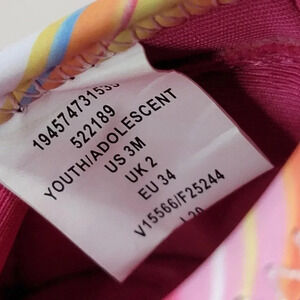 522189
YOUTH/ADOLESCENT
US 3M
UK 2
EU 34
V15566/F25244